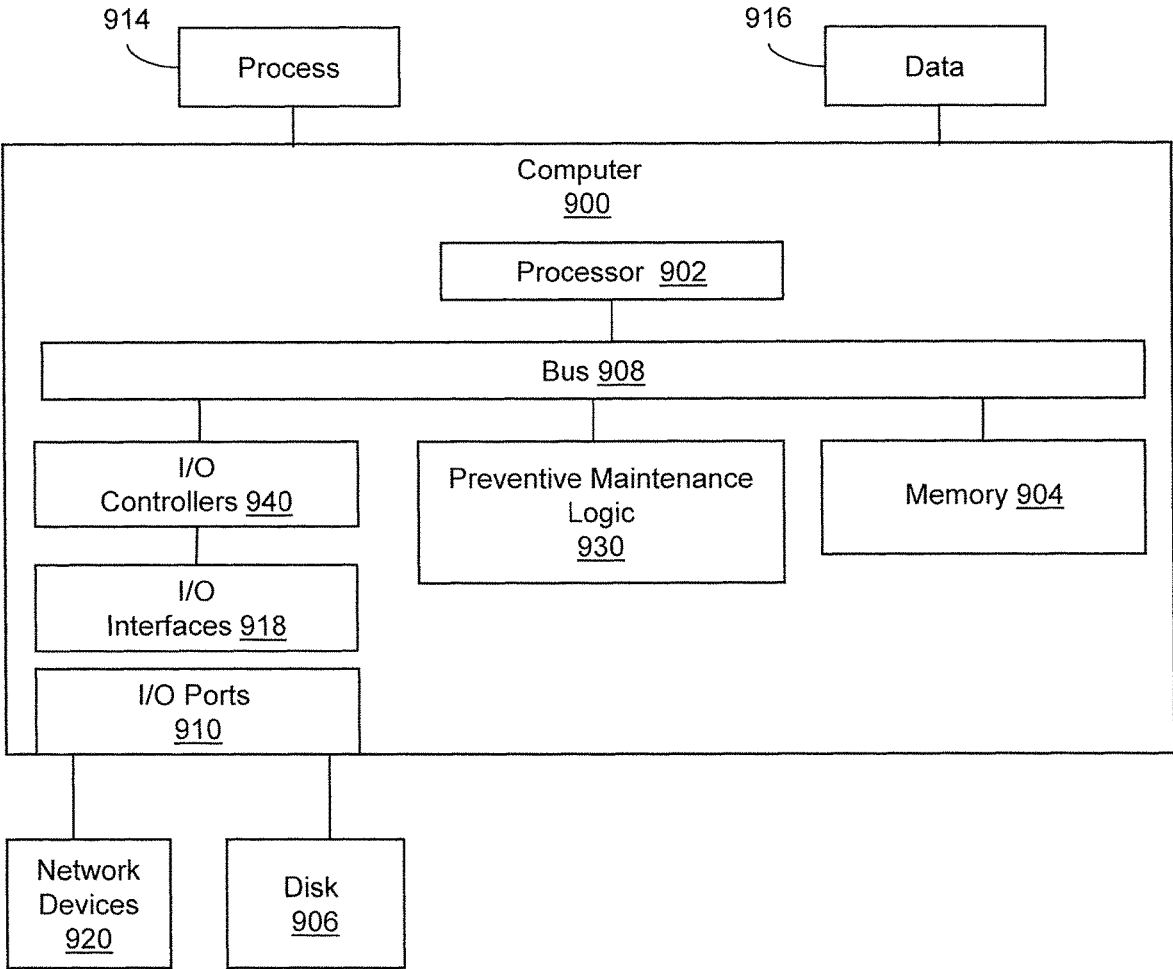 914
Process
916
Data
Computer
900
Processor 902
Bus 908
I/O
Controllers 940
Preventive Maintenance
Logic
930
Memory 904
I/O
Interfaces 918
I/O Ports
910
Network
Devices
920
Disk
906